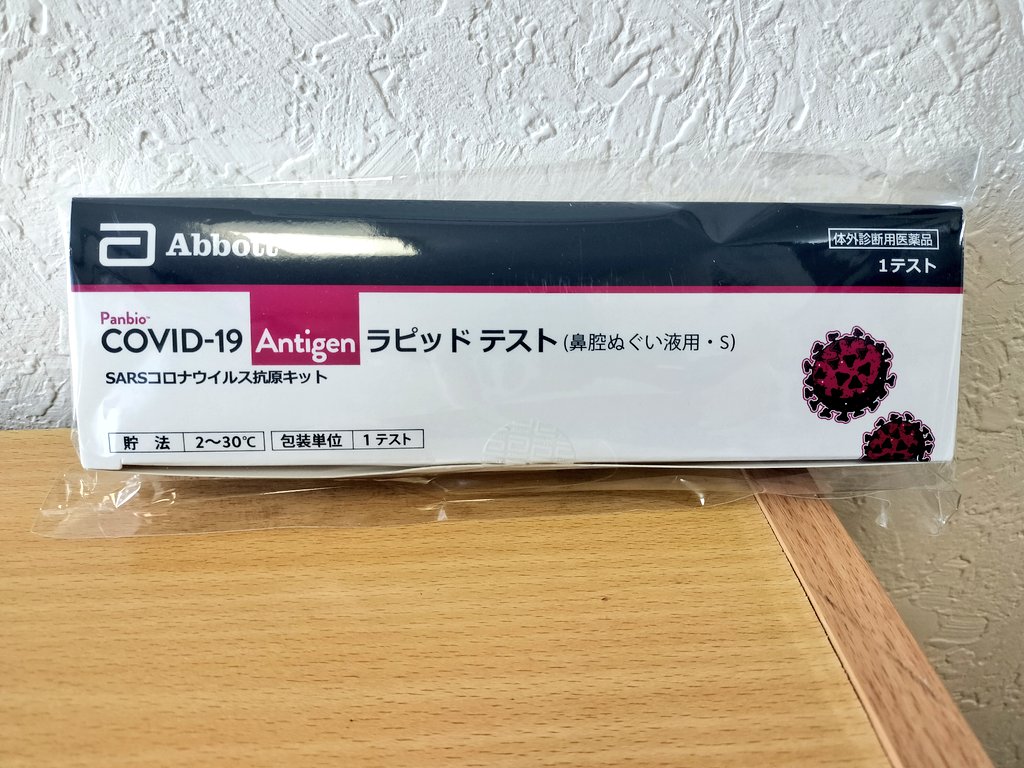 Abbott
体外診断用医薬品
1テスト
Panbio™
COVID-19 Antigen ラピッド テスト (鼻腔ぬぐい液用・S)
SARSコロナウイルス抗原キット
貯 法 2〜30℃ 包装単位 1 テスト